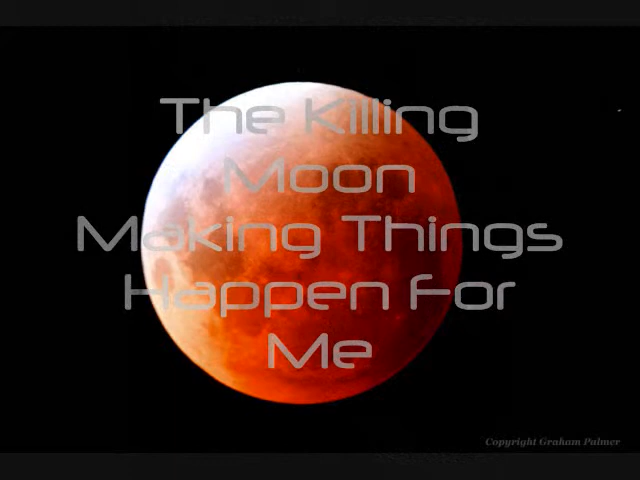 The Killing
Moon
Making Things
Happen For
Me
Copyright Graham Palmer